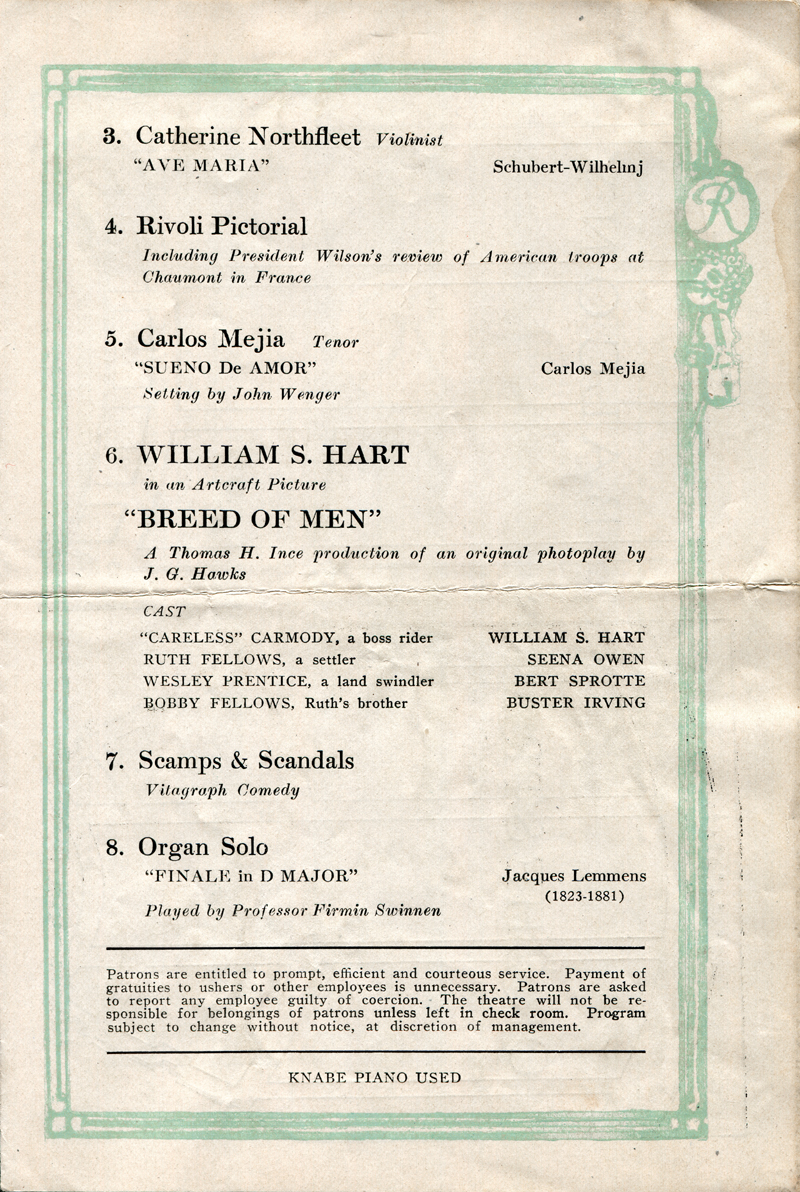 3. Catherine Northfleet Violinist
"AVE MARIA" Schubert-Wilhelmj
R
4. Rivoli Pictorial
Including President Wilson's review of American troops at
Chaumont in France
5. Carlos Mejia Tenor
"SUENO De AMOR" Carlos Mejia
Setting by John Wenger
6. WILLIAM S. HART
in an Artcraft Picture
"BREED OF MEN"
A Thomas H. Ince production of an original photoplay by
J. G. Hawks
CAST
"CARELESS" CARMODY, a boss rider WILLIAM S. HART
RUTH FELLOWS, a settler SEENA OWEN
WESLEY PRENTICE, a land swindler BERT SPROTTE
BOBBY FELLOWS, Ruth's brother BUSTER IRVING
7. Scamps & Scandals
Vitagraph Comedy
8. Organ Solo
"FINALE in D MAJOR" Jacques Lemmens
(1823-1881)
Played by Professor Firmin Swinnen
Patrons are entitled to prompt, efficient and courteous service. Payment of
gratuities to ushers or other employees is unnecessary. Patrons are asked
to report any employee guilty of coercion. The theatre will not be re-
sponsible for belongings of patrons unless left in check room. Program
subject to change without notice, at discretion of management.
KNABE PIANO USED